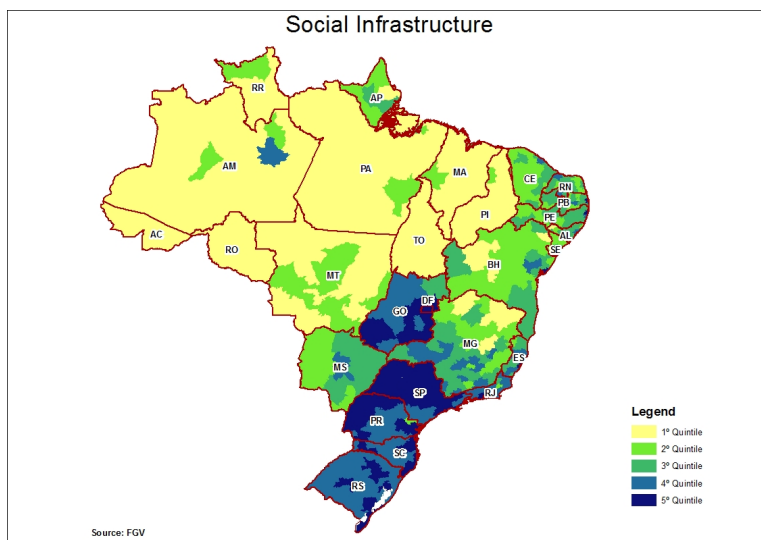 Social Infrastructure
RR
AP
AM
PA
MA
CE
RN
PB
PI
PE
AC
TO
AL
SE
RO
BH
MT
DF
GO
MG
ES
MS
SP
RJ
PR
SC
RS
Legend
1º Quintile
2º Quintile
3º Quintile
4º Quintile
5º Quintile
Source: FGV